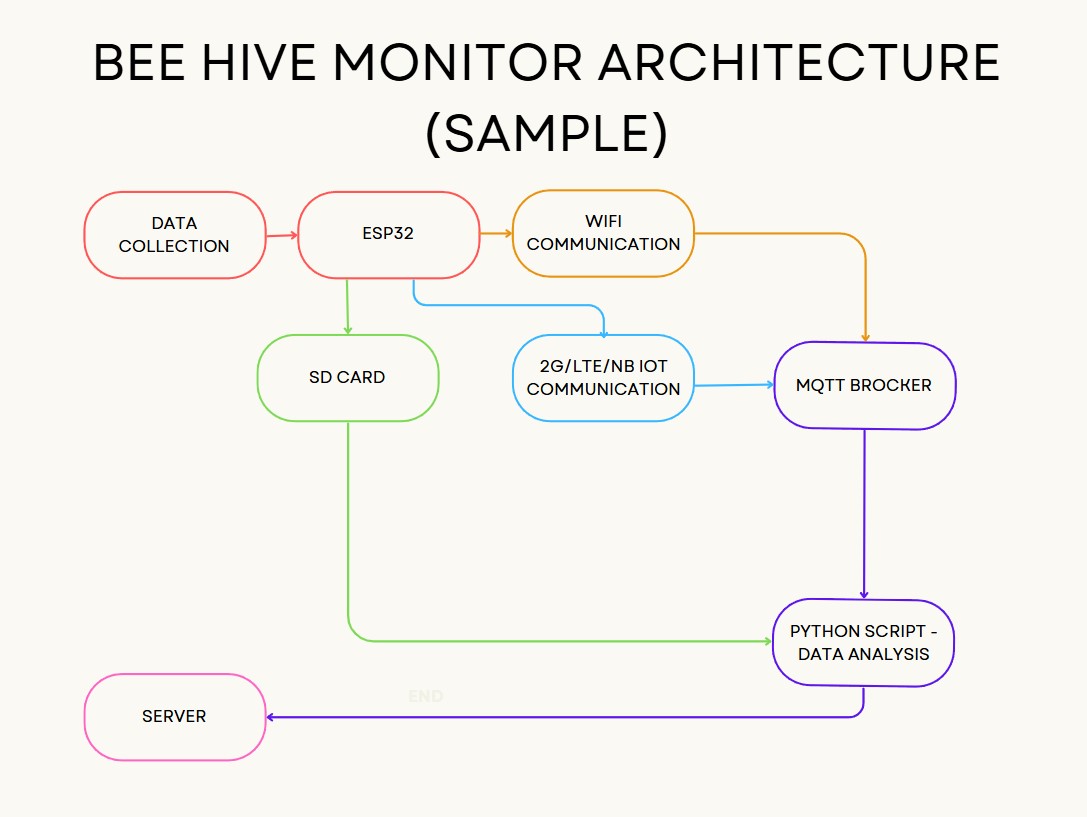 BEE HIVE MONITOR ARCHITECTURE
(SAMPLE)
DATA
COLLECTION
ESP32
WIFI
COMMUNICATION
SD CARD
2G/LTE/NB IOT
COMMUNICATION
MQTT BROCKER
PYTHON SCRIPT -
DATA ANALYSIS
END
SERVER